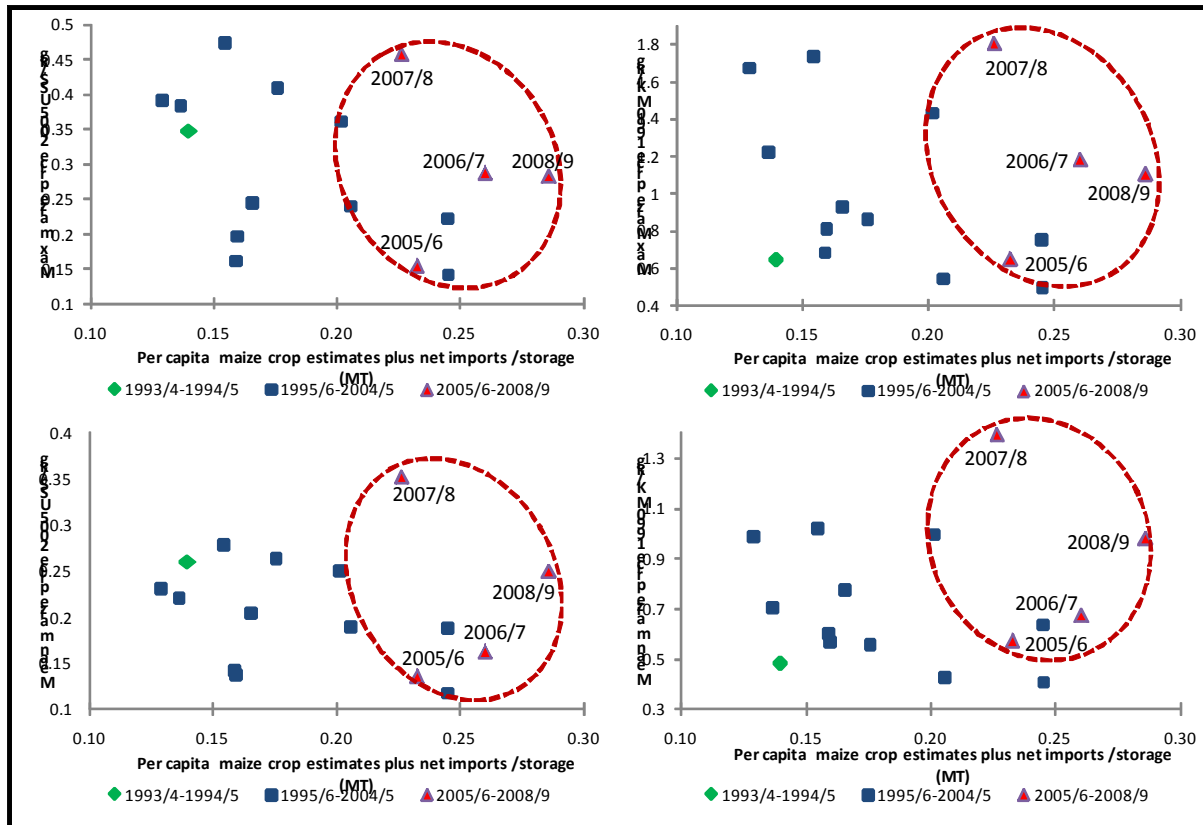 0.5
0.45
0.4
0.35
0.3
0.25
0.2
0.15
0.1
2007/8
2006/7
2008/9
2005/6
0.10 0.15 0.20 0.25 0.30
Per capita maize crop estimates plus net imports /storage
(MT)
1993/4-1994/5 1995/6-2004/5 2005/6-2008/9
1.8
1.6
1.4
1.2
1
0.8
0.6
0.4
2007/8
2006/7
2008/9
2005/6
0.10 0.15 0.20 0.25 0.30
Per capita maize crop estimates plus net imports /storage
(MT)
1993/4-1994/5 1995/6-2004/5 2005/6-2008/9
0.4
0.35
0.3
0.25
0.2
0.15
0.1
2007/8
2008/9
2006/7
2005/6
0.10 0.15 0.20 0.25 0.30
Per capita maize crop estimates plus net imports /storage
(MT)
1993/4-1994/5 1995/6-2004/5 2005/6-2008/9
1.3
1.1
0.9
0.7
0.5
0.3
2007/8
2008/9
2006/7
2005/6
0.10 0.15 0.20 0.25 0.30
Per capita maize crop estimates plus net imports /storage
(MT)
1993/4-1994/5 1995/6-2004/5 2005/6-2008/9